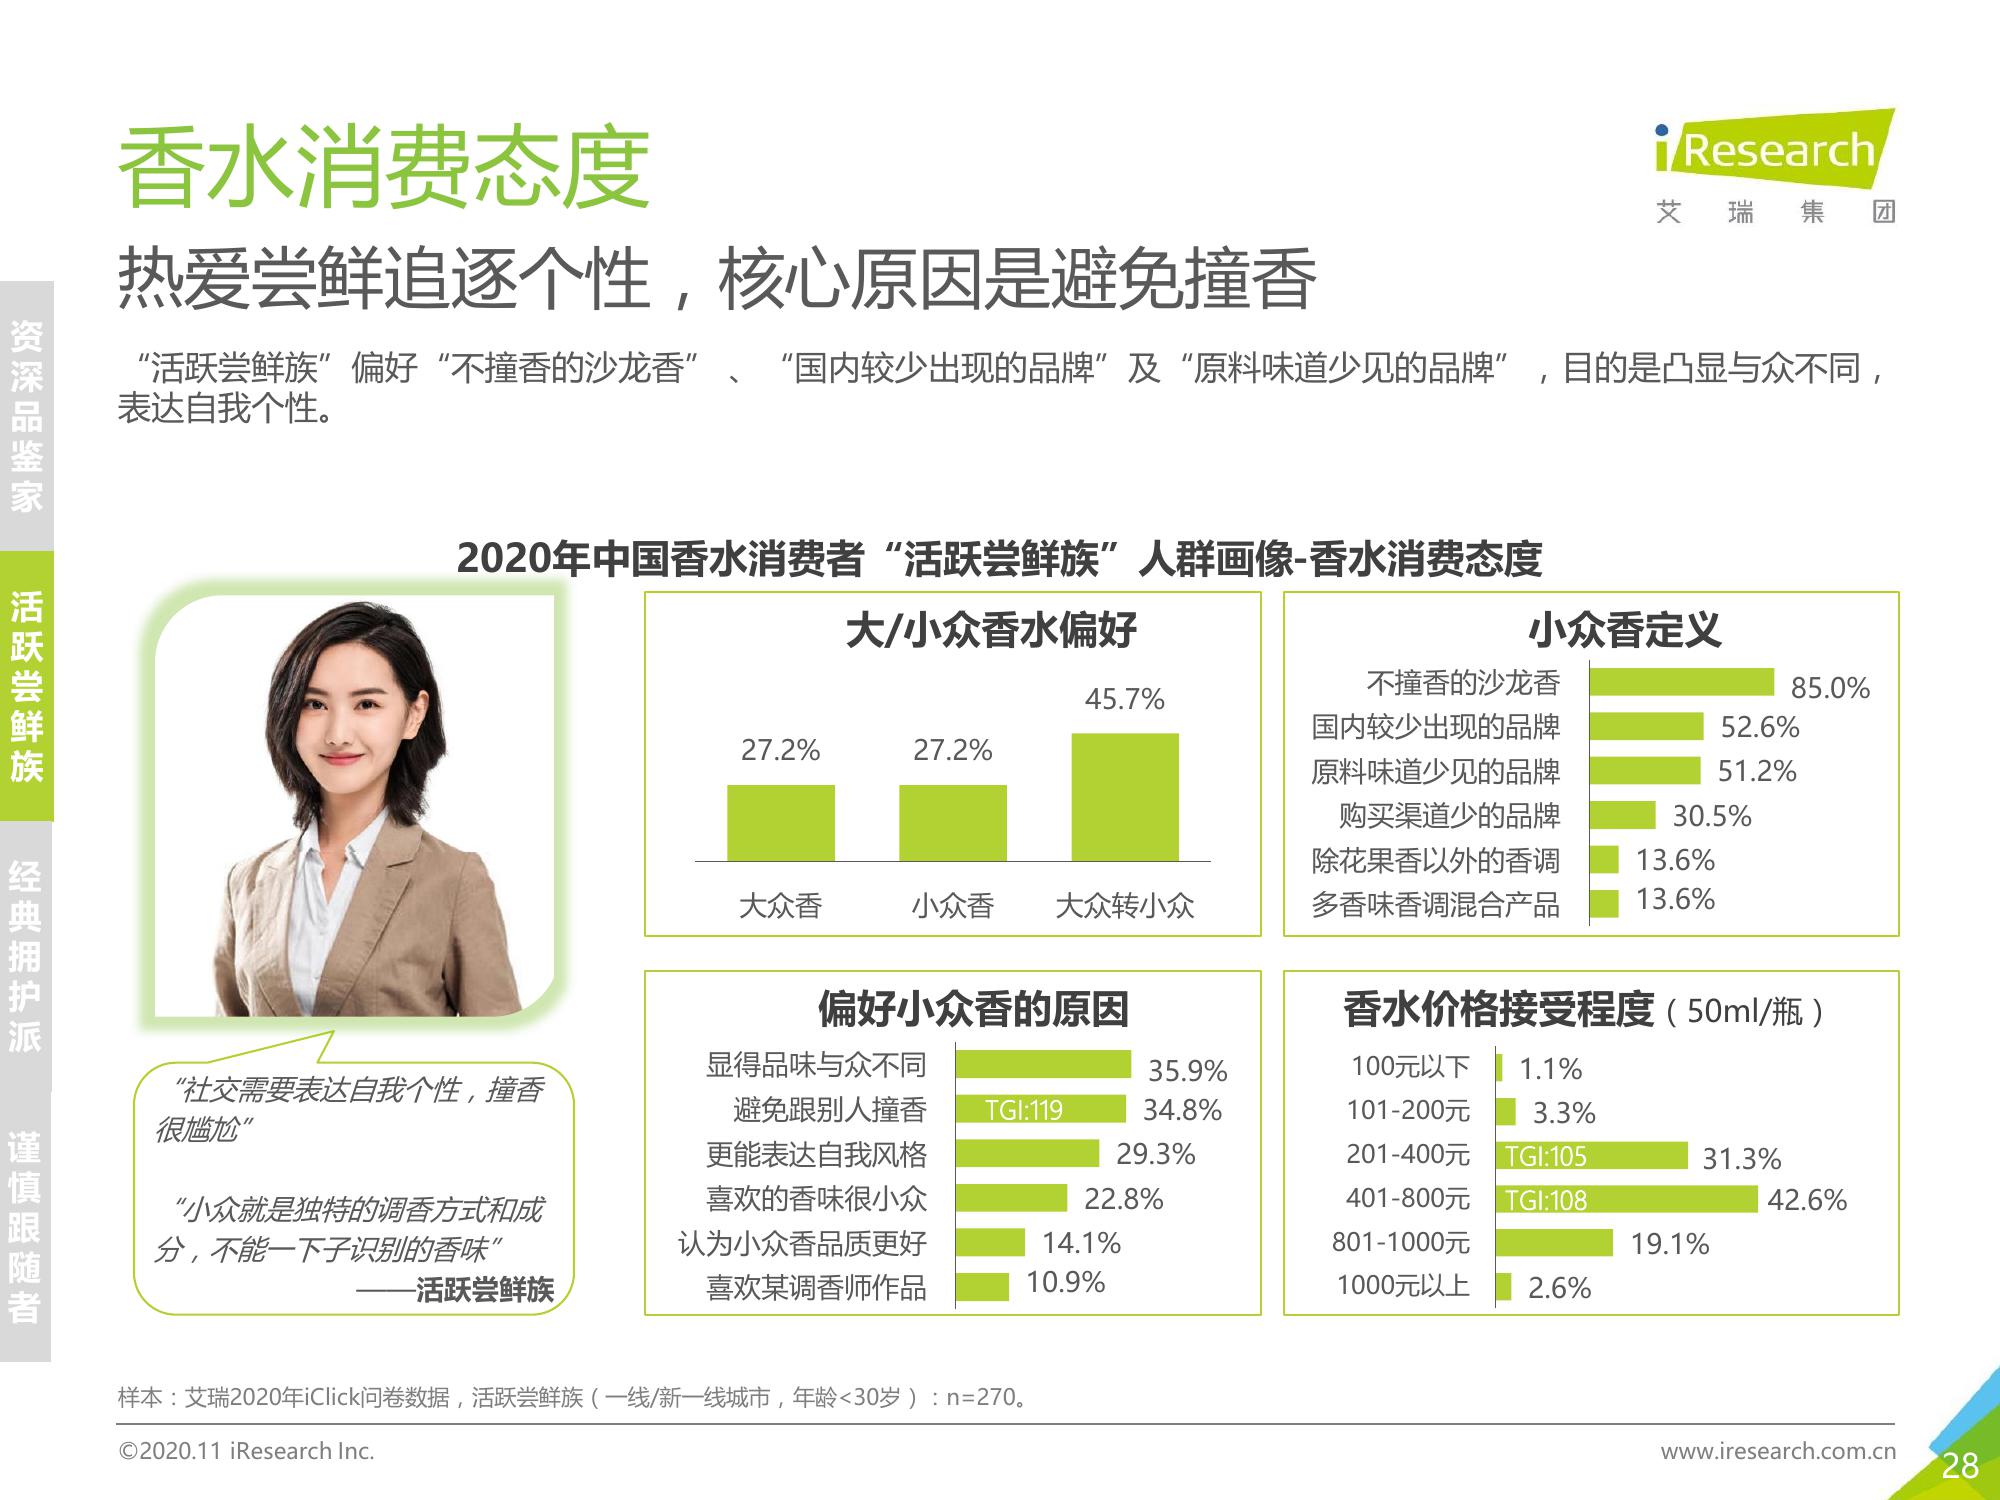 香水消费态度
iResearch
艾瑞集团
热爱尝鲜追逐个性，核心原因是避免撞香
“活跃尝鲜族”偏好“不撞香的沙龙香”、“国内较少出现的品牌”及“原料味道少见的品牌”，目的是凸显与众不同，
表达自我个性。
资深品鉴家
活跃尝鲜族
经典拥护派
谨慎跟随者
2020年中国香水消费者“活跃尝鲜族”人群画像-香水消费态度
“社交需要表达自我个性，撞香
很尴尬”
“小众就是独特的调香方式和成
分，不能一下子识别的香味”
——活跃尝鲜族
大/小众香水偏好
27.2% 27.2% 45.7%
大众香 小众香 大众转小众
小众香定义
不撞香的沙龙香 85.0%
国内较少出现的品牌 52.6%
原料味道少见的品牌 51.2%
购买渠道少的品牌 30.5%
除花果香以外的香调 13.6%
多香味香调混合产品 13.6%
偏好小众香的原因
显得品味与众不同 35.9%
避免跟别人撞香 TGI:119 34.8%
更能表达自我风格 29.3%
喜欢的香味很小众 22.8%
认为小众香品质更好 14.1%
喜欢某调香师作品 10.9%
香水价格接受程度（50ml/瓶）
100元以下 1.1%
101-200元 3.3%
201-400元 TGI:105 31.3%
401-800元 TGI:108 42.6%
801-1000元 19.1%
1000元以上 2.6%
样本：艾瑞2020年iClick问卷数据，活跃尝鲜族（一线/新一线城市，年龄<30岁）：n=270。
©2020.11 iResearch Inc.
www.iresearch.com.cn
28